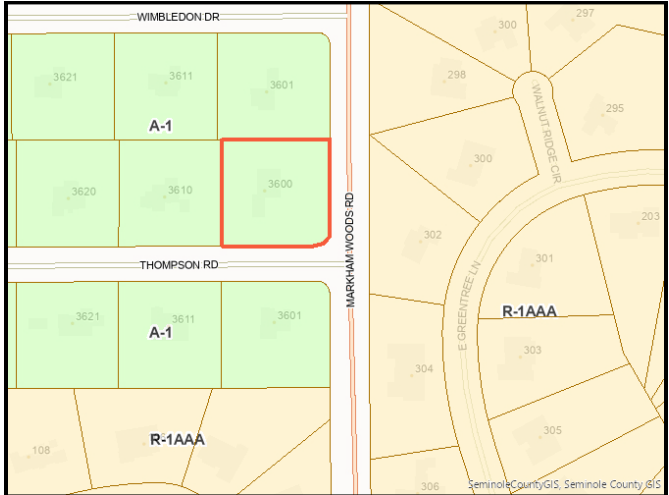 WIMBLEDON DR
300
297
3621
3611
3601
298
295
A-1
WALNUT RIDGE CIR
300
3620
3610
3600
MARKHAM WOODS RD
302
203
301
THOMPSON RD
E GREENTREE LN
R-1AAA
3621
3611
3601
A-1
303
304
305
R-1AAA
108
306
SeminoleCountyGIS, Seminole County GIS